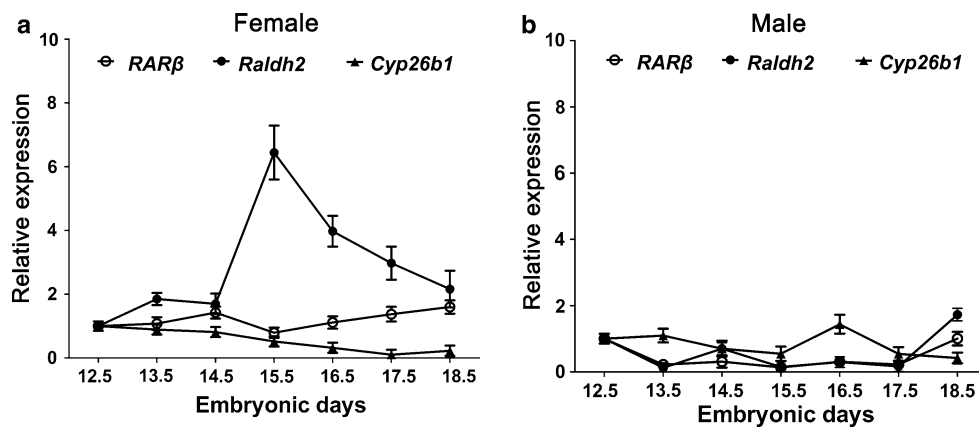 a
Female
10
8
6
4
2
0
Relative expression
RARβ
Raldh2
Cyp26b1
12.5 13.5 14.5 15.5 16.5 17.5 18.5
Embryonic days
b
Male
10
8
6
4
2
0
Relative expression
RARβ
Raldh2
Cyp26b1
12.5 13.5 14.5 15.5 16.5 17.5 18.5
Embryonic days